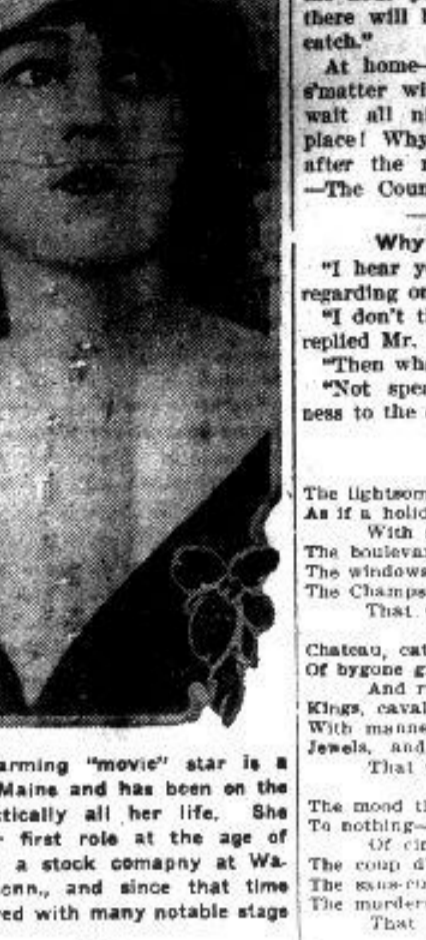 arming "movie" star is a
Maine and has been on the
ctically all her life. She
first role at the age of
a stock comapny at Wa-
onn., and since that time
red with many notable stage
there will b
catch."
At home—
s'matter wi
wait all ni
place! Why
after the
—The Cour
Why
"I hear y
regarding or
"I don't t
replied Mr.
"Then wh
"Not spea
ness to the
The lightsom
As if a holid
With
The boulevar
The windows
The Champs
That
Chateau, cat
Of bygone g
And r
Kings, caval
With manne
Jewels, and
That
The mood t
To nothing—
Of cir
The coup d
The sans-cu
The murder
That